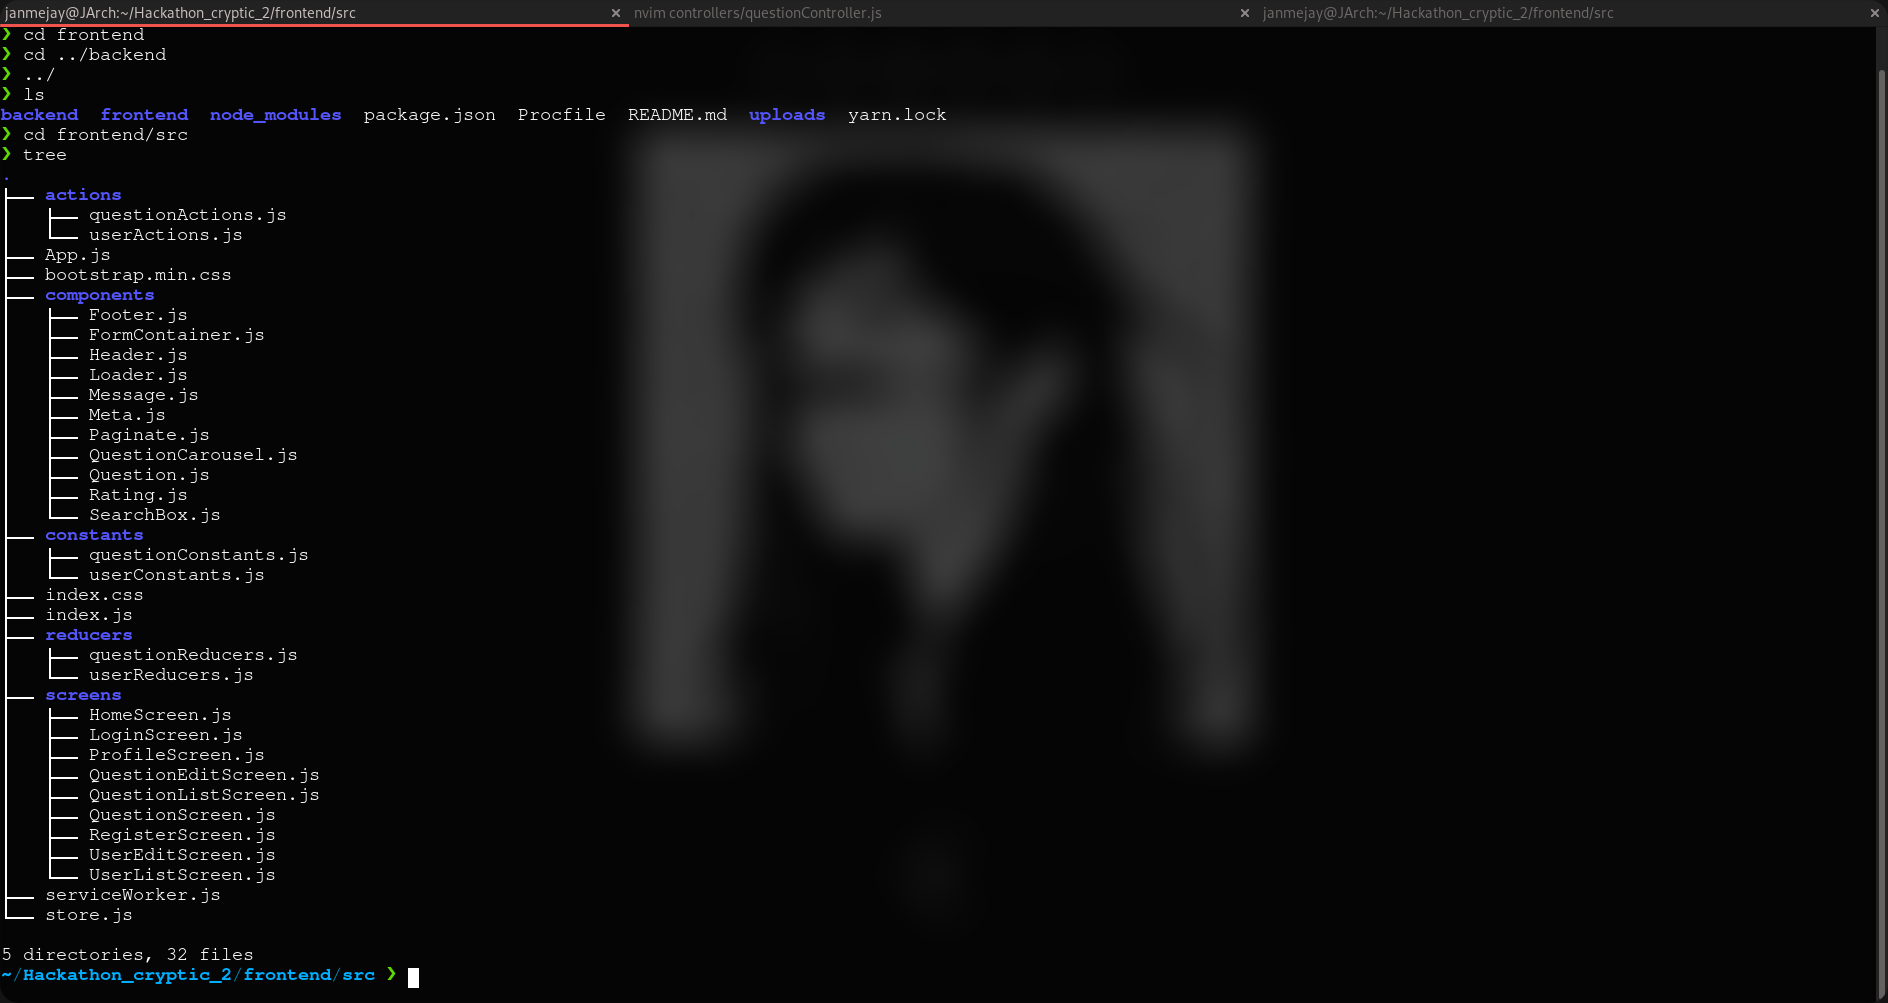 janmejay@JArch:~/Hackathon_cryptic_2/frontend/src × nvim controllers/questionController.js × janmejay@JArch:~/Hackathon_cryptic_2/frontend/src ×
❯ cd frontend
❯ cd ../backend
❯ ../
❯ ls
backend  frontend  node_modules  package.json  Procfile  README.md  uploads  yarn.lock
❯ cd frontend/src
❯ tree
.
├── actions
│   ├── questionActions.js
│   └── userActions.js
├── App.js
├── bootstrap.min.css
├── components
│   ├── Footer.js
│   ├── FormContainer.js
│   ├── Header.js
│   ├── Loader.js
│   ├── Message.js
│   ├── Meta.js
│   ├── Paginate.js
│   ├── QuestionCarousel.js
│   ├── Question.js
│   ├── Rating.js
│   └── SearchBox.js
├── constants
│   ├── questionConstants.js
│   └── userConstants.js
├── index.css
├── index.js
├── reducers
│   ├── questionReducers.js
│   └── userReducers.js
├── screens
│   ├── HomeScreen.js
│   ├── LoginScreen.js
│   ├── ProfileScreen.js
│   ├── QuestionEditScreen.js
│   ├── QuestionListScreen.js
│   ├── QuestionScreen.js
│   ├── RegisterScreen.js
│   ├── UserEditScreen.js
│   └── UserListScreen.js
├── serviceWorker.js
└── store.js
5 directories, 32 files
~/Hackathon_cryptic_2/frontend/src ❯